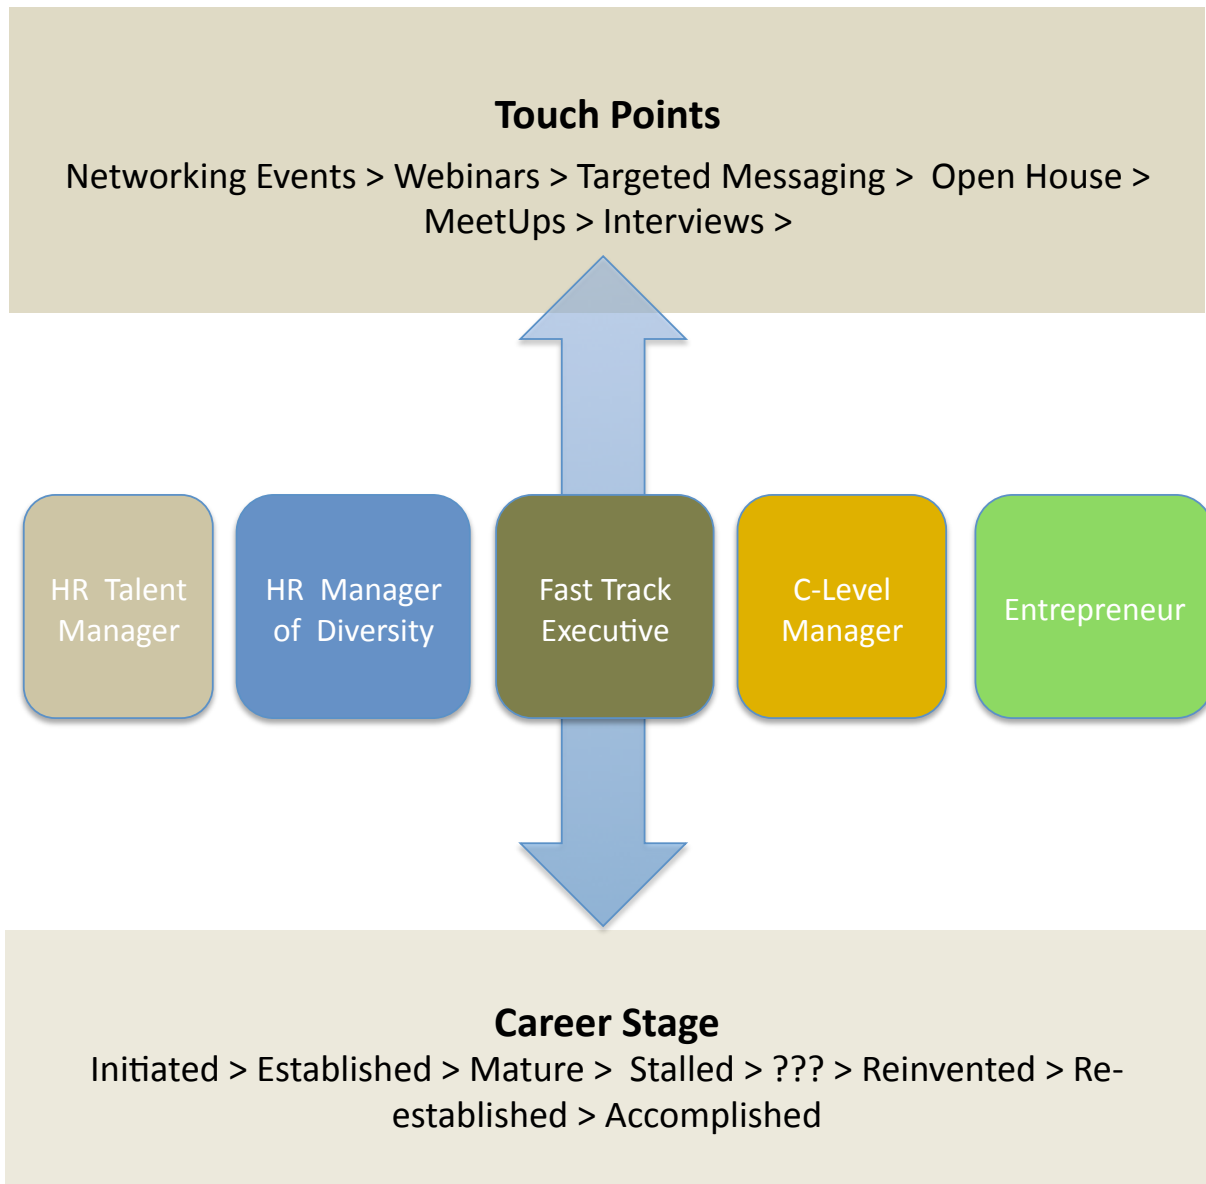 Touch Points
Networking Events > Webinars > Targeted Messaging >  Open House >
MeetUps > Interviews >
HR  Talent
Manager
HR  Manager
of  Diversity
Fast Track
Executive
C-Level
Manager
Entrepreneur
Career Stage
Initiated > Established > Mature >  Stalled > ??? > Reinvented > Re-
established > Accomplished